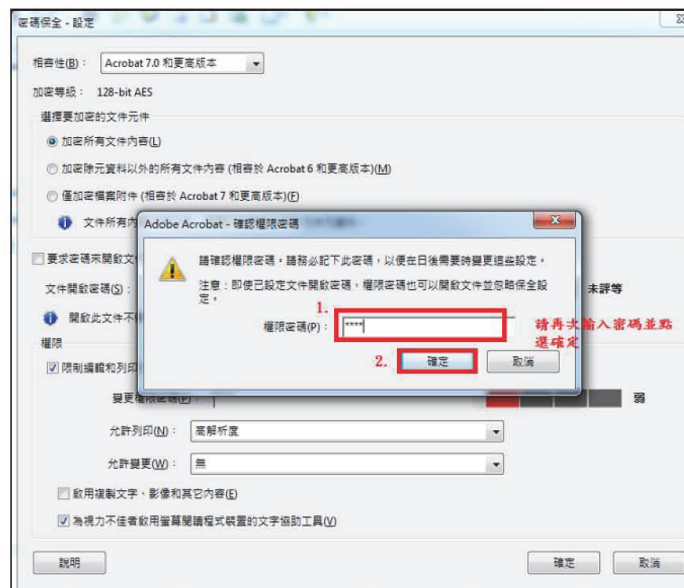 密碼保全 - 設定
相容性(B)： Acrobat 7.0 和更高版本
加密等級： 128-bit AES
選擇要加密的文件元件
加密所有文件內容(L)
加密除元資料以外的所有文件內容 (相容於 Acrobat 6 和更高版本)(M)
僅加密檔案附件 (相容於 Acrobat 7 和更高版本)(F)
文件所有內
Adobe Acrobat - 確認權限密碼
請確認權限密碼。請務必記下此密碼，以便在日後需要時變更這些設定。
注意：即使已設定文件開啟密碼，權限密碼也可以開啟文件並忽略保全設
定。
要求密碼來開啟文
文件開啟密碼(S)： 未評等
1.
權限密碼(P)： ****
請再次輸入密碼並點
選確定
開啟此文件不
2. 確定 取消
權限
限制編輯和列印
變更權限密碼 弱
允許列印(N)： 高解析度
允許變更(W)： 無
啟用複製文字、影像和其它內容(E)
為視力不佳者啟用螢幕閱讀程式裝置的文字協助工具(V)
說明 確定 取消